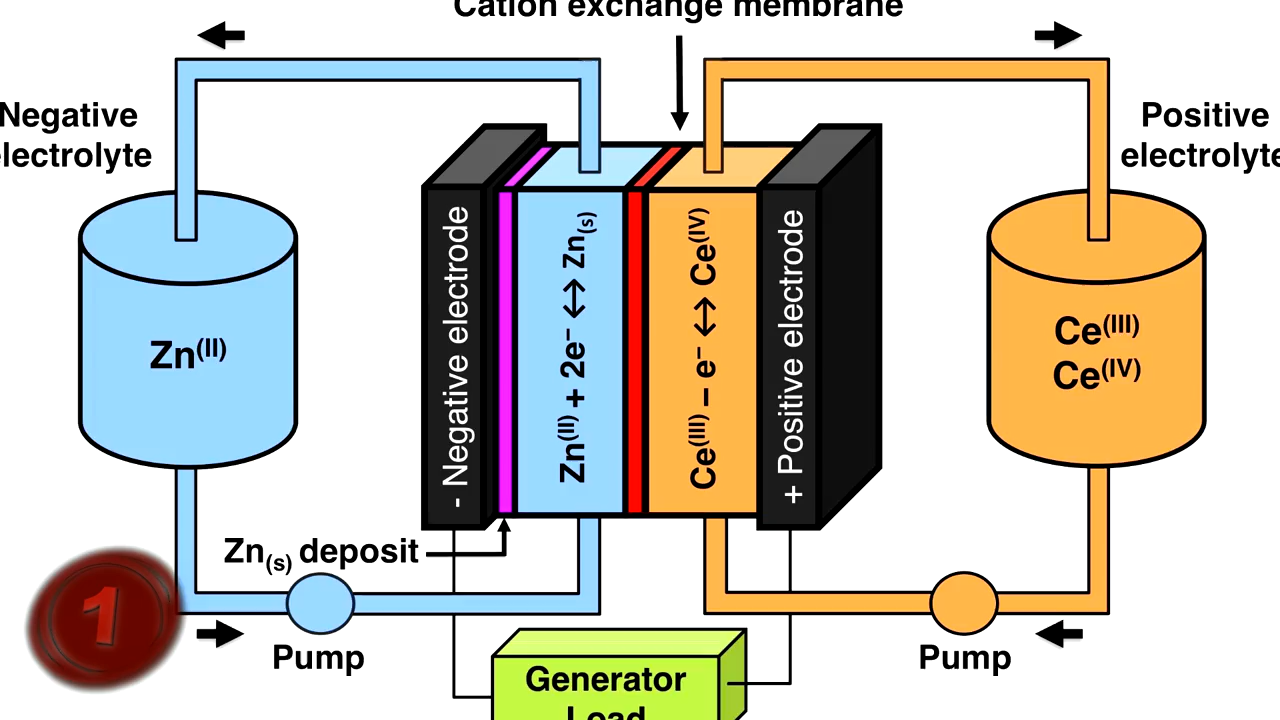 Cation exchange membrane
Negative
electrolyte
Positive
electrolyte
- Negative electrode
Zn(II) + 2e⁻ ↔ Zn(s)
Ce(III) – e⁻ ↔ Ce(IV)
+ Positive electrode
Zn(II)
Ce(III)
Ce(IV)
Zn(s) deposit
1
Pump
Pump
Generator
Load